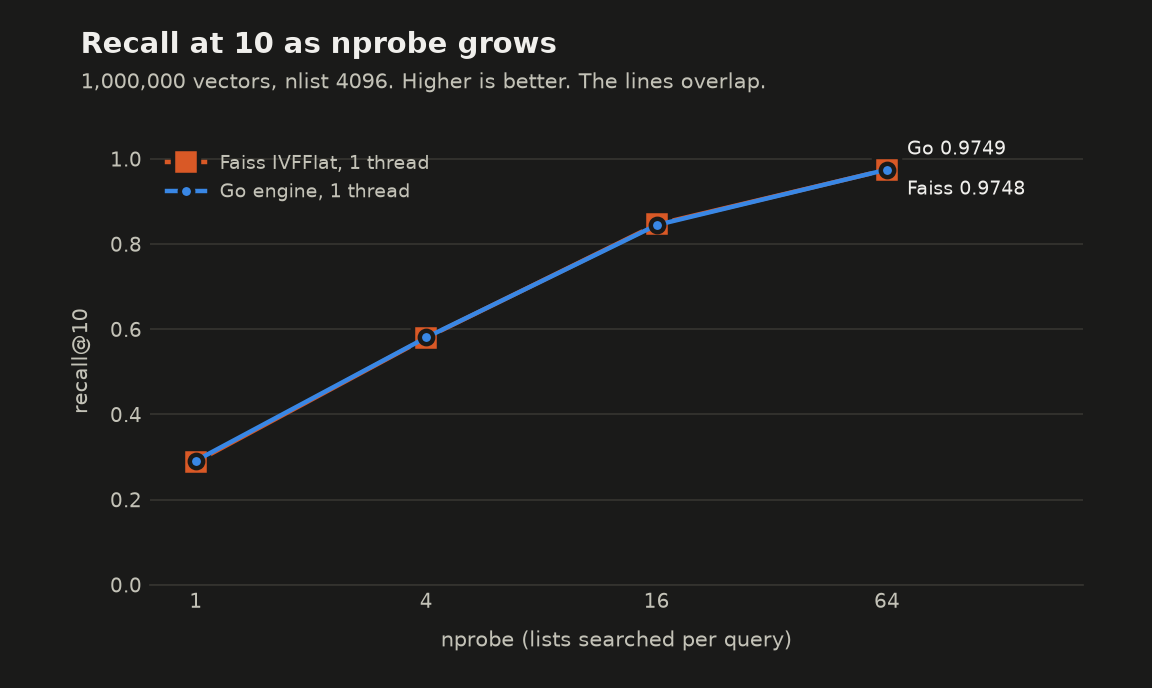 Recall at 10 as nprobe grows
1,000,000 vectors, nlist 4096. Higher is better. The lines overlap.
Faiss IVFFlat, 1 thread
Go engine, 1 thread
Go 0.9749
Faiss 0.9748
recall@10
1.0
0.8
0.6
0.4
0.2
0.0
1 4 16 64
nprobe (lists searched per query)